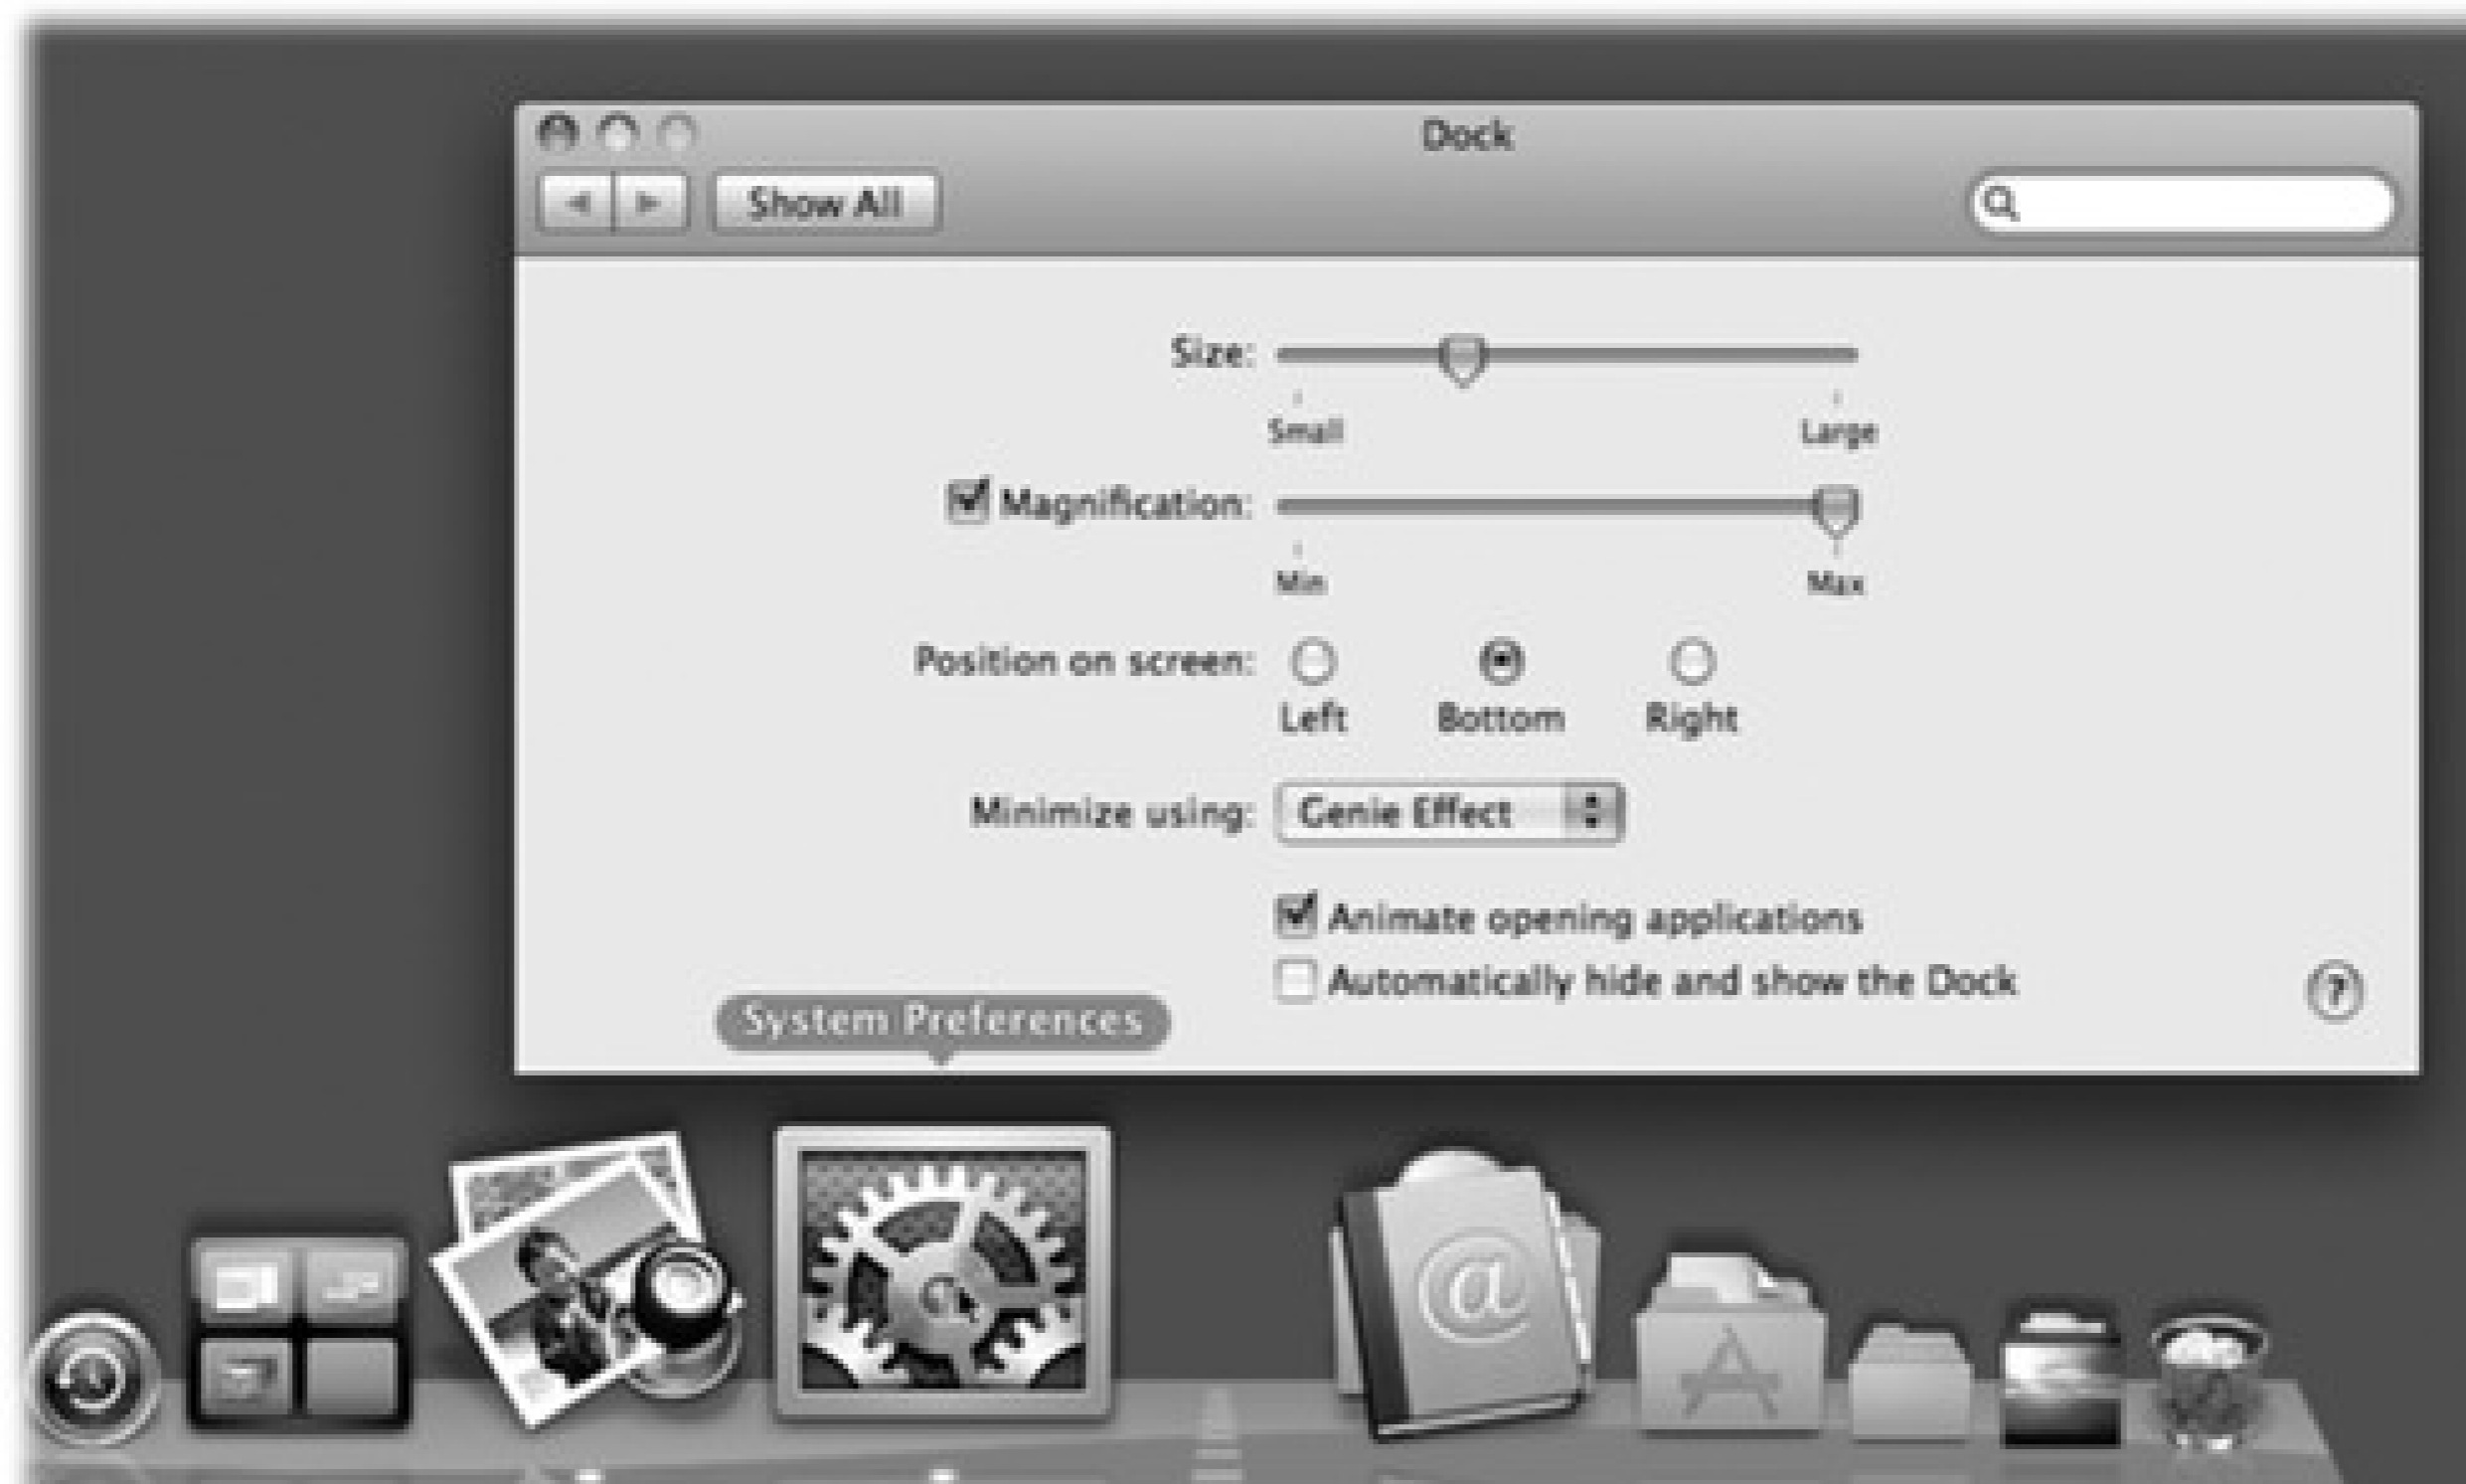 Dock
Show All
Size:
Small Large
Magnification:
Min Max
Position on screen:
Left Bottom Right
Minimize using: Genie Effect
Animate opening applications
Automatically hide and show the Dock
?
System Preferences
@